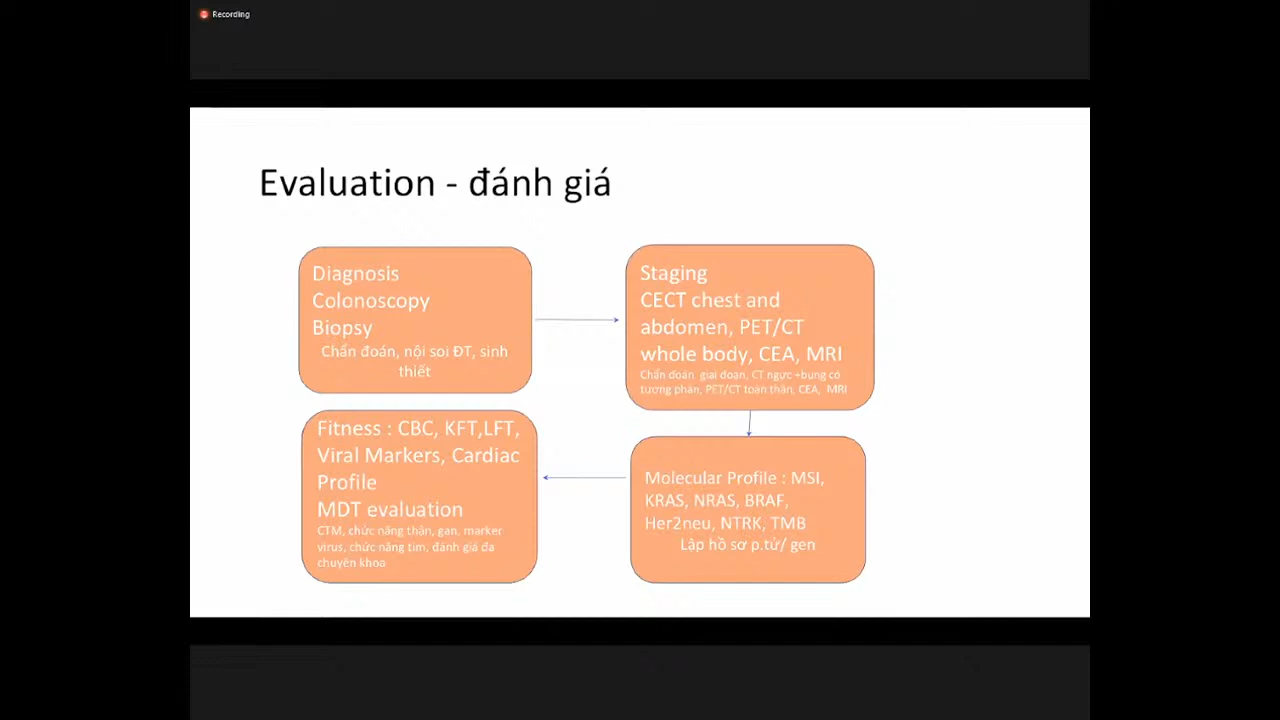 Recording
Evaluation - đánh giá
Diagnosis
Colonoscopy
Biopsy
Chẩn đoán, nội soi ĐT, sinh
thiết
Staging
CECT chest and
abdomen, PET/CT
whole body, CEA, MRI
Chẩn đoán giai đoạn, CT ngực +bụng có
tương phản, PET/CT toàn thân, CEA, MRI
Molecular Profile : MSI,
KRAS, NRAS, BRAF,
Her2neu, NTRK, TMB
Lập hồ sơ p.tử/ gen
Fitness : CBC, KFT,LFT,
Viral Markers, Cardiac
Profile
MDT evaluation
CTM, chức năng thận, gan, marker
virus, chức năng tim, đánh giá đa
chuyên khoa